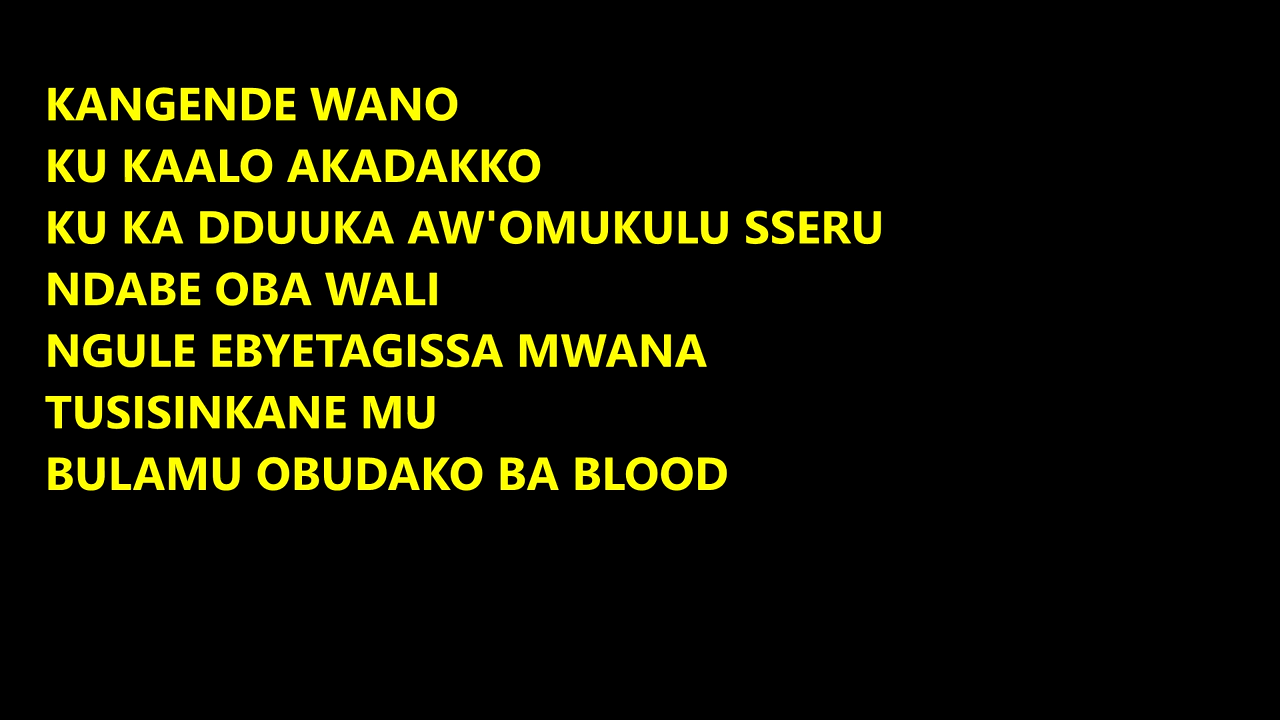 KANGENDE WANO
KU KAALO AKADAKKO
KU KA DDUUKA AW'OMUKULU SSERU
NDABE OBA WALI
NGULE EBYETAGISSA MWANA
TUSISINKANE MU
BULAMU OBUDAKO BA BLOOD